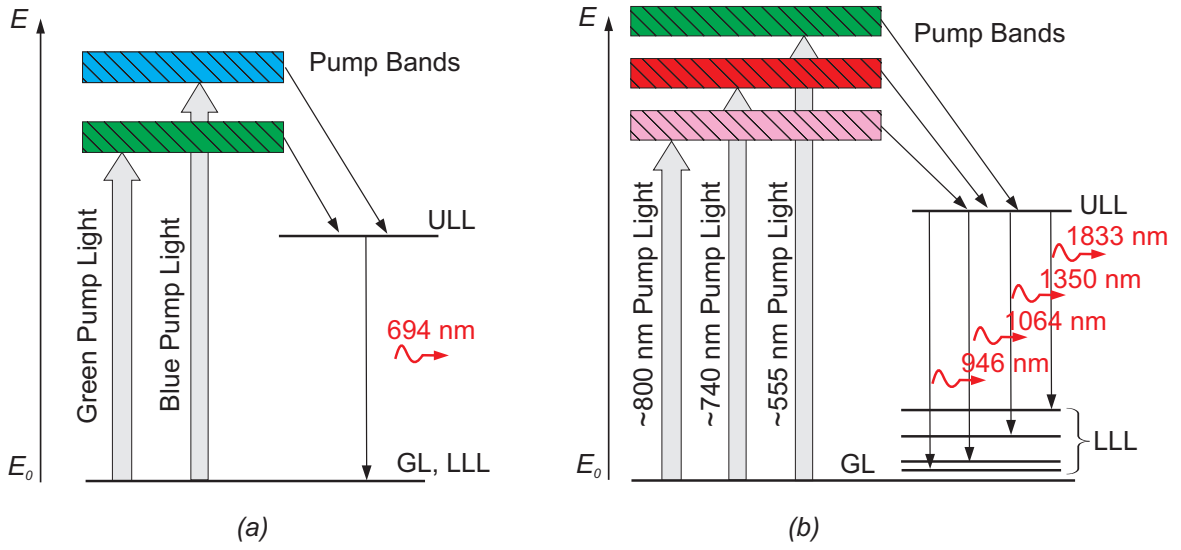 E
Pump Bands
Green Pump Light
Blue Pump Light
ULL
694 nm
GL, LLL
E₀
(a)
E
Pump Bands
~800 nm Pump Light
~740 nm Pump Light
~555 nm Pump Light
ULL
1833 nm
1350 nm
1064 nm
946 nm
LLL
GL
E₀
(b)